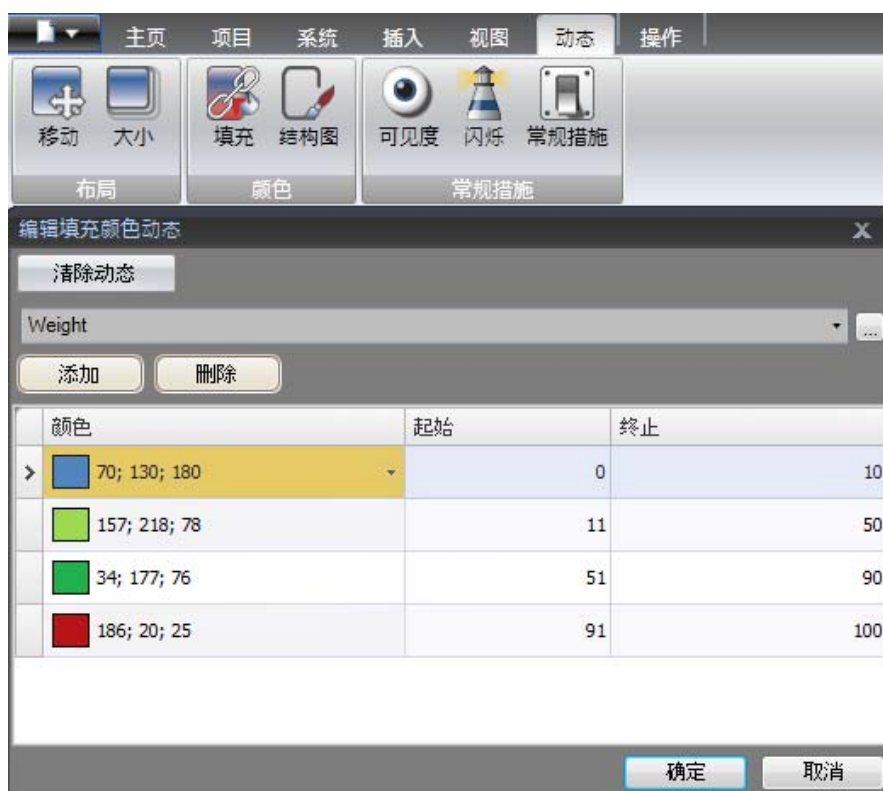 主页 项目 系统 插入 视图 动态 操作
移动 大小 填充 结构图 可见度 闪烁 常规措施
布局 颜色 常规措施
编辑填充颜色动态 X
清除动态
Weight ...
添加 删除
颜色 起始 终止
> 70; 130; 180 0 10
157; 218; 78 11 50
34; 177; 76 51 90
186; 20; 25 91 100
确定 取消